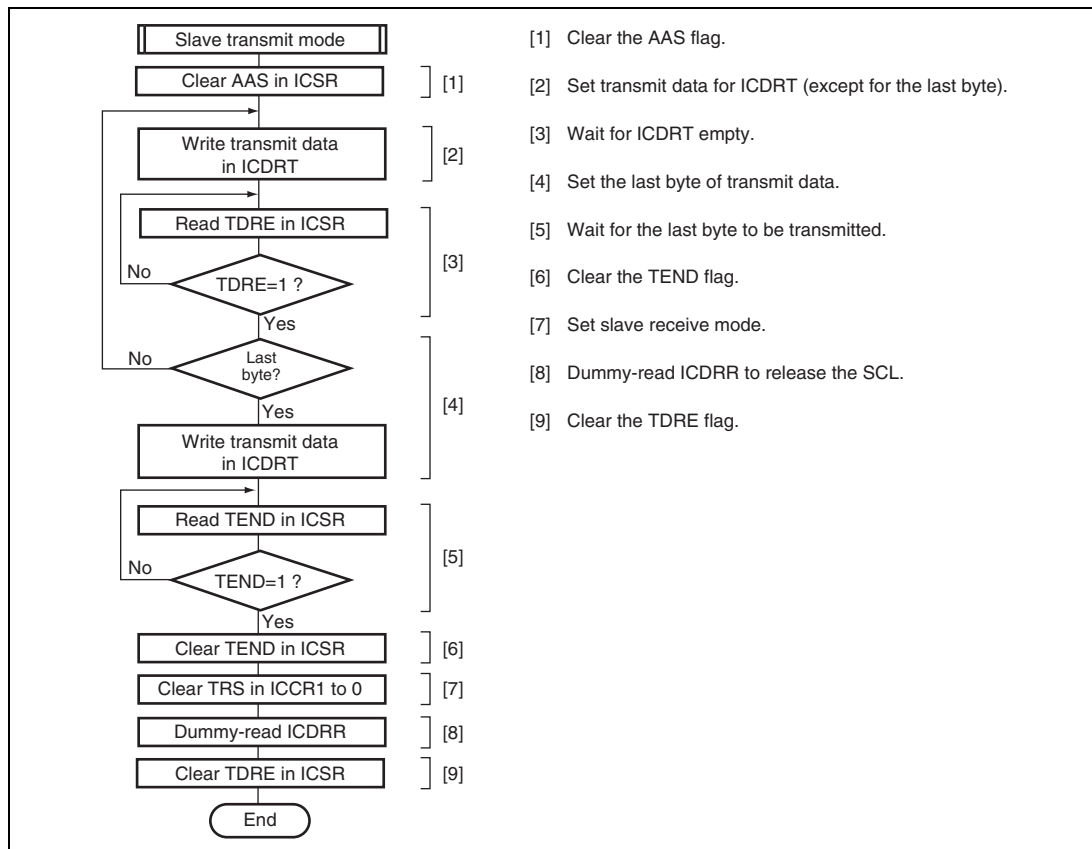 Slave transmit mode
Clear AAS in ICSR
[1]
Write transmit data
in ICDRT
[2]
Read TDRE in ICSR
No
TDRE=1 ?
[3]
Yes
No
Last
byte?
[4]
Yes
Write transmit data
in ICDRT
Read TEND in ICSR
No
TEND=1 ?
[5]
Yes
Clear TEND in ICSR
[6]
Clear TRS in ICCR1 to 0
[7]
Dummy-read ICDRR
[8]
Clear TDRE in ICSR
[9]
End
[1] Clear the AAS flag.
[2] Set transmit data for ICDRT (except for the last byte).
[3] Wait for ICDRT empty.
[4] Set the last byte of transmit data.
[5] Wait for the last byte to be transmitted.
[6] Clear the TEND flag.
[7] Set slave receive mode.
[8] Dummy-read ICDRR to release the SCL.
[9] Clear the TDRE flag.